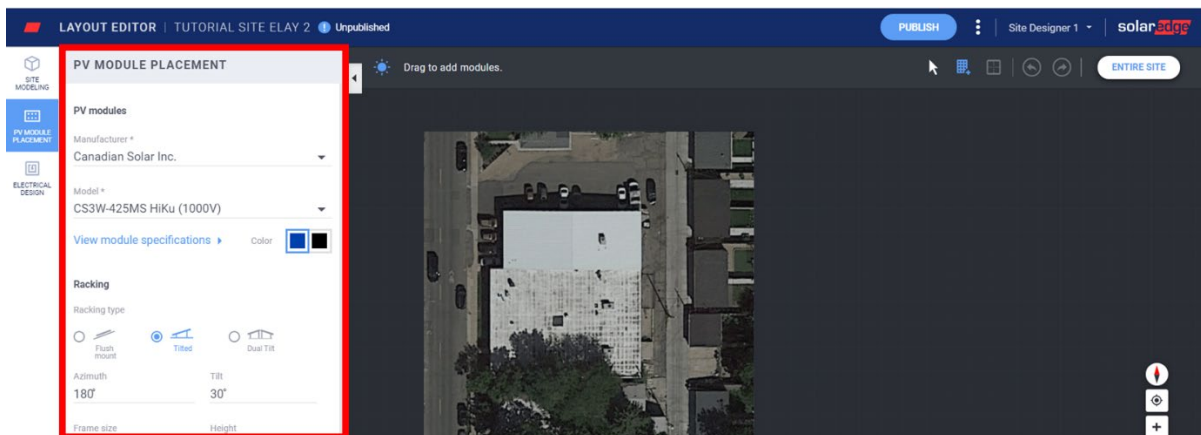 LAYOUT EDITOR | TUTORIAL SITE ELAY 2 ! Unpublished
PUBLISH
Site Designer 1
solaredge
SITE
MODELING
PV MODULE
PLACEMENT
ELECTRICAL
DESIGN
PV MODULE PLACEMENT
PV modules
Manufacturer *
Canadian Solar Inc.
Model *
CS3W-425MS HiKu (1000V)
View module specifications
Color
Racking
Racking type
Flush
mount
Tilted
Dual Tilt
Azimuth
Tilt
180°
30°
Frame size
Height
Drag to add modules.
ENTIRE SITE
+